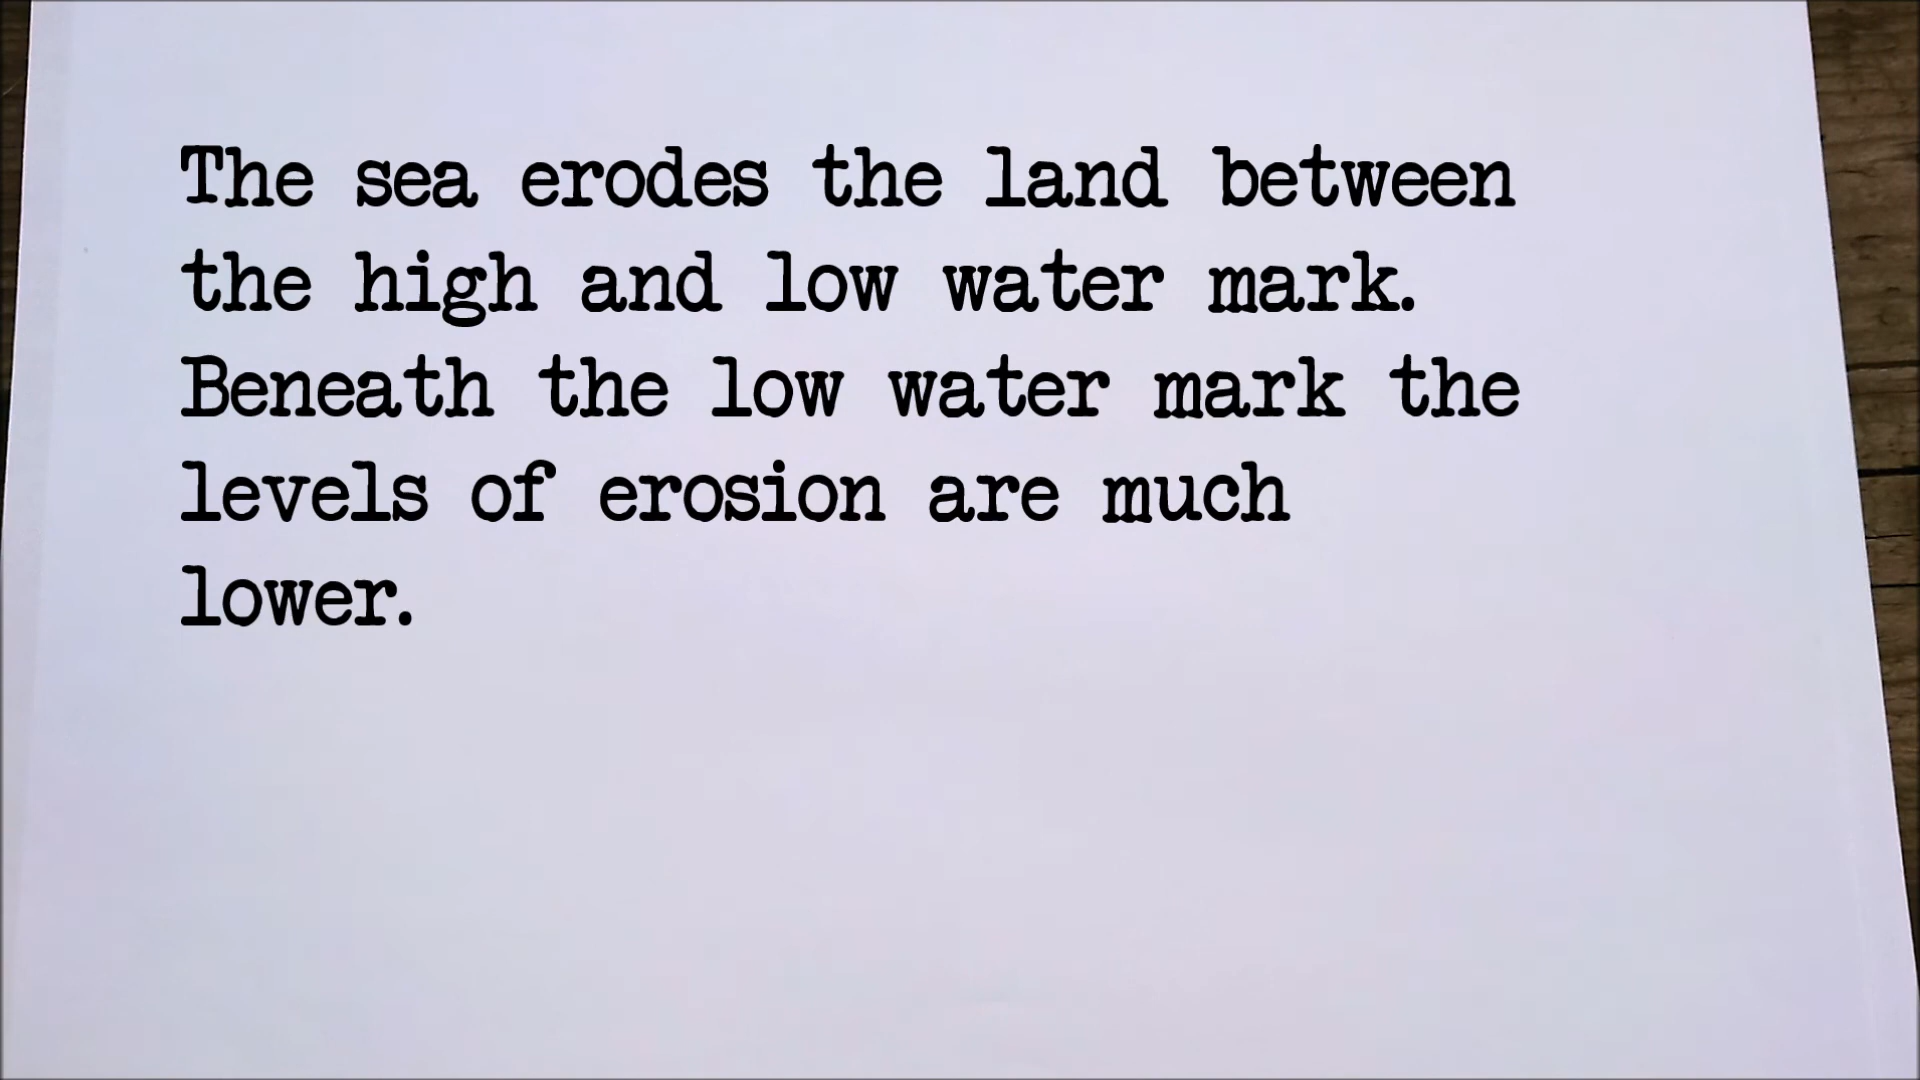 The sea erodes the land between
the high and low water mark.
Beneath the low water mark the
levels of erosion are much
lower.